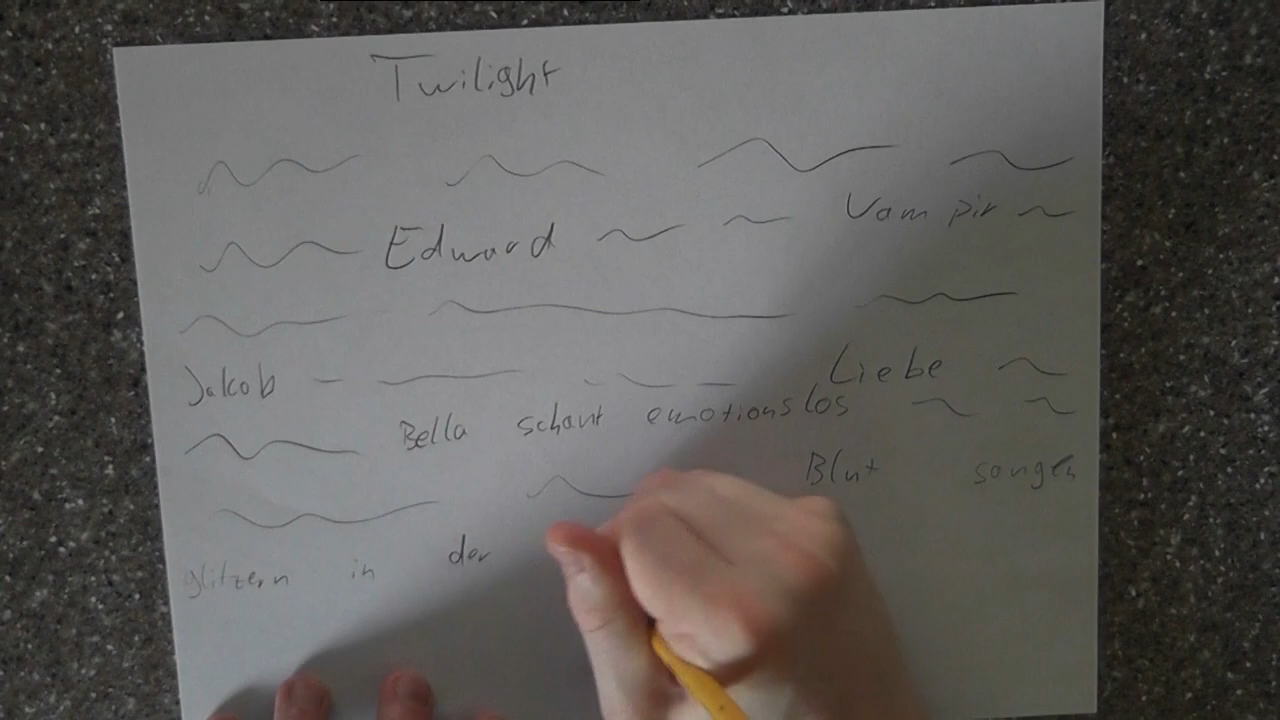 Twilight
Edward Vampir
Jakob Liebe
Bella schaut emotionslos
Blut saugen
glitzern in der